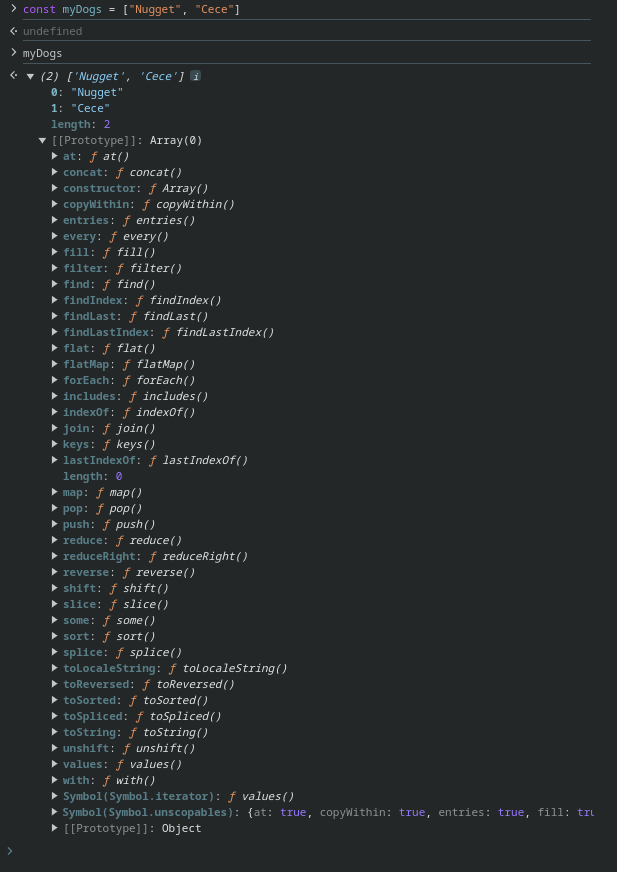 const myDogs = ["Nugget", "Cece"]
undefined
myDogs
(2) ['Nugget', 'Cece'] i
0: "Nugget"
1: "Cece"
length: 2
[[Prototype]]: Array(0)
at: ƒ at()
concat: ƒ concat()
constructor: ƒ Array()
copyWithin: ƒ copyWithin()
entries: ƒ entries()
every: ƒ every()
fill: ƒ fill()
filter: ƒ filter()
find: ƒ find()
findIndex: ƒ findIndex()
findLast: ƒ findLast()
findLastIndex: ƒ findLastIndex()
flat: ƒ flat()
flatMap: ƒ flatMap()
forEach: ƒ forEach()
includes: ƒ includes()
indexOf: ƒ indexOf()
join: ƒ join()
keys: ƒ keys()
lastIndexOf: ƒ lastIndexOf()
length: 0
map: ƒ map()
pop: ƒ pop()
push: ƒ push()
reduce: ƒ reduce()
reduceRight: ƒ reduceRight()
reverse: ƒ reverse()
shift: ƒ shift()
slice: ƒ slice()
some: ƒ some()
sort: ƒ sort()
splice: ƒ splice()
toLocaleString: ƒ toLocaleString()
toReversed: ƒ toReversed()
toSorted: ƒ toSorted()
toSpliced: ƒ toSpliced()
toString: ƒ toString()
unshift: ƒ unshift()
values: ƒ values()
with: ƒ with()
Symbol(Symbol.iterator): ƒ values()
Symbol(Symbol.unscopables): {at: true, copyWithin: true, entries: true, fill: tru
[[Prototype]]: Object